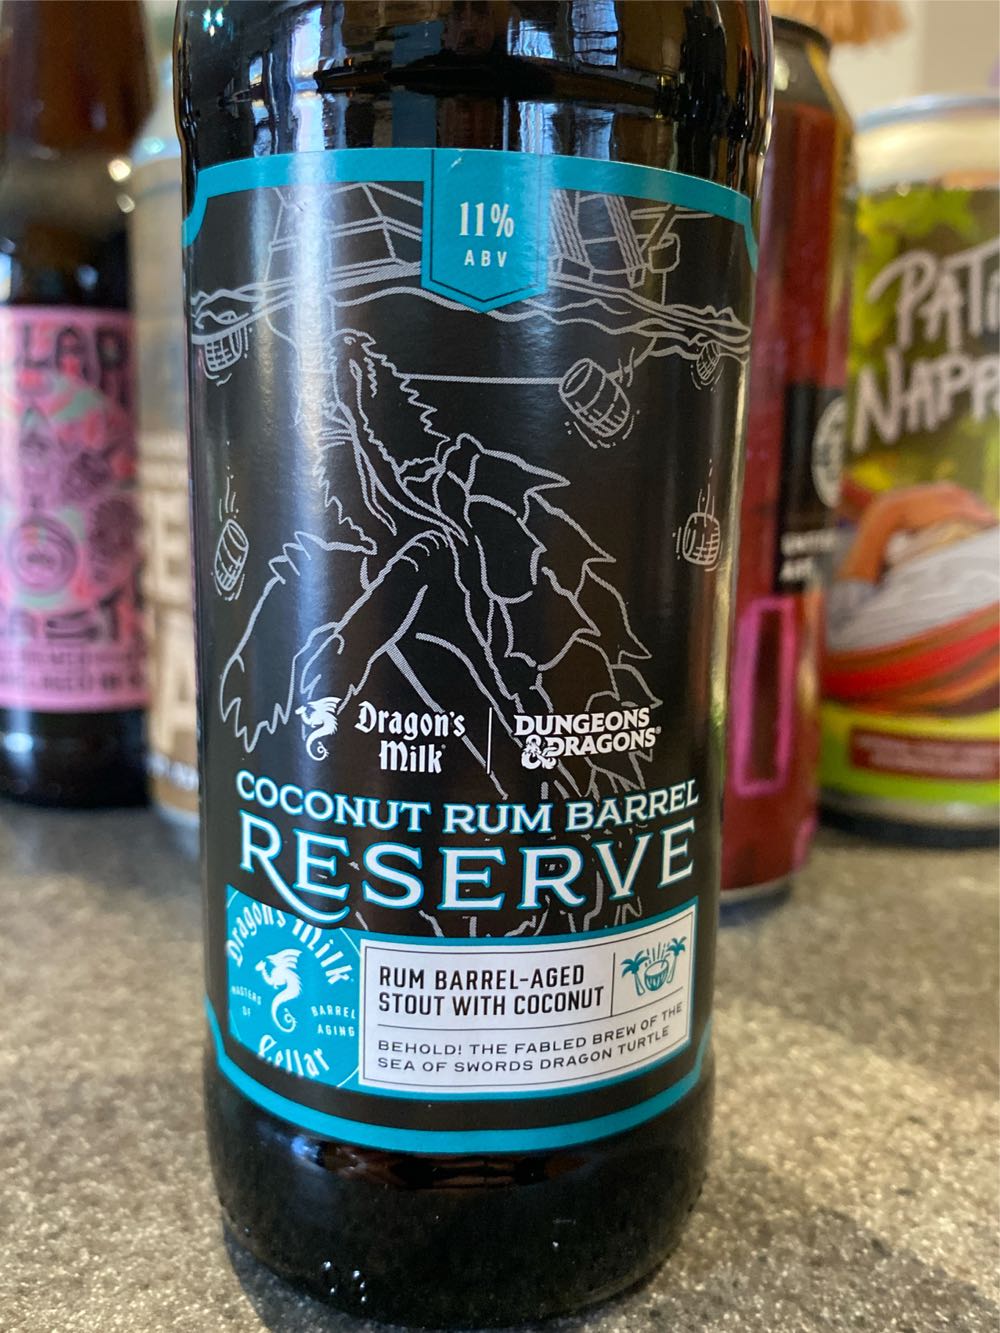 11%
ABV
Dragon's
Milk
DUNGEONS
& DRAGONS®
COCONUT RUM BARREL
RESERVE
Dragon's Milk
MASTERS
OF
BARREL
AGING
Cellar
RUM BARREL-AGED
STOUT WITH COCONUT
BEHOLD! THE FABLED BREW OF THE
SEA OF SWORDS DRAGON TURTLE